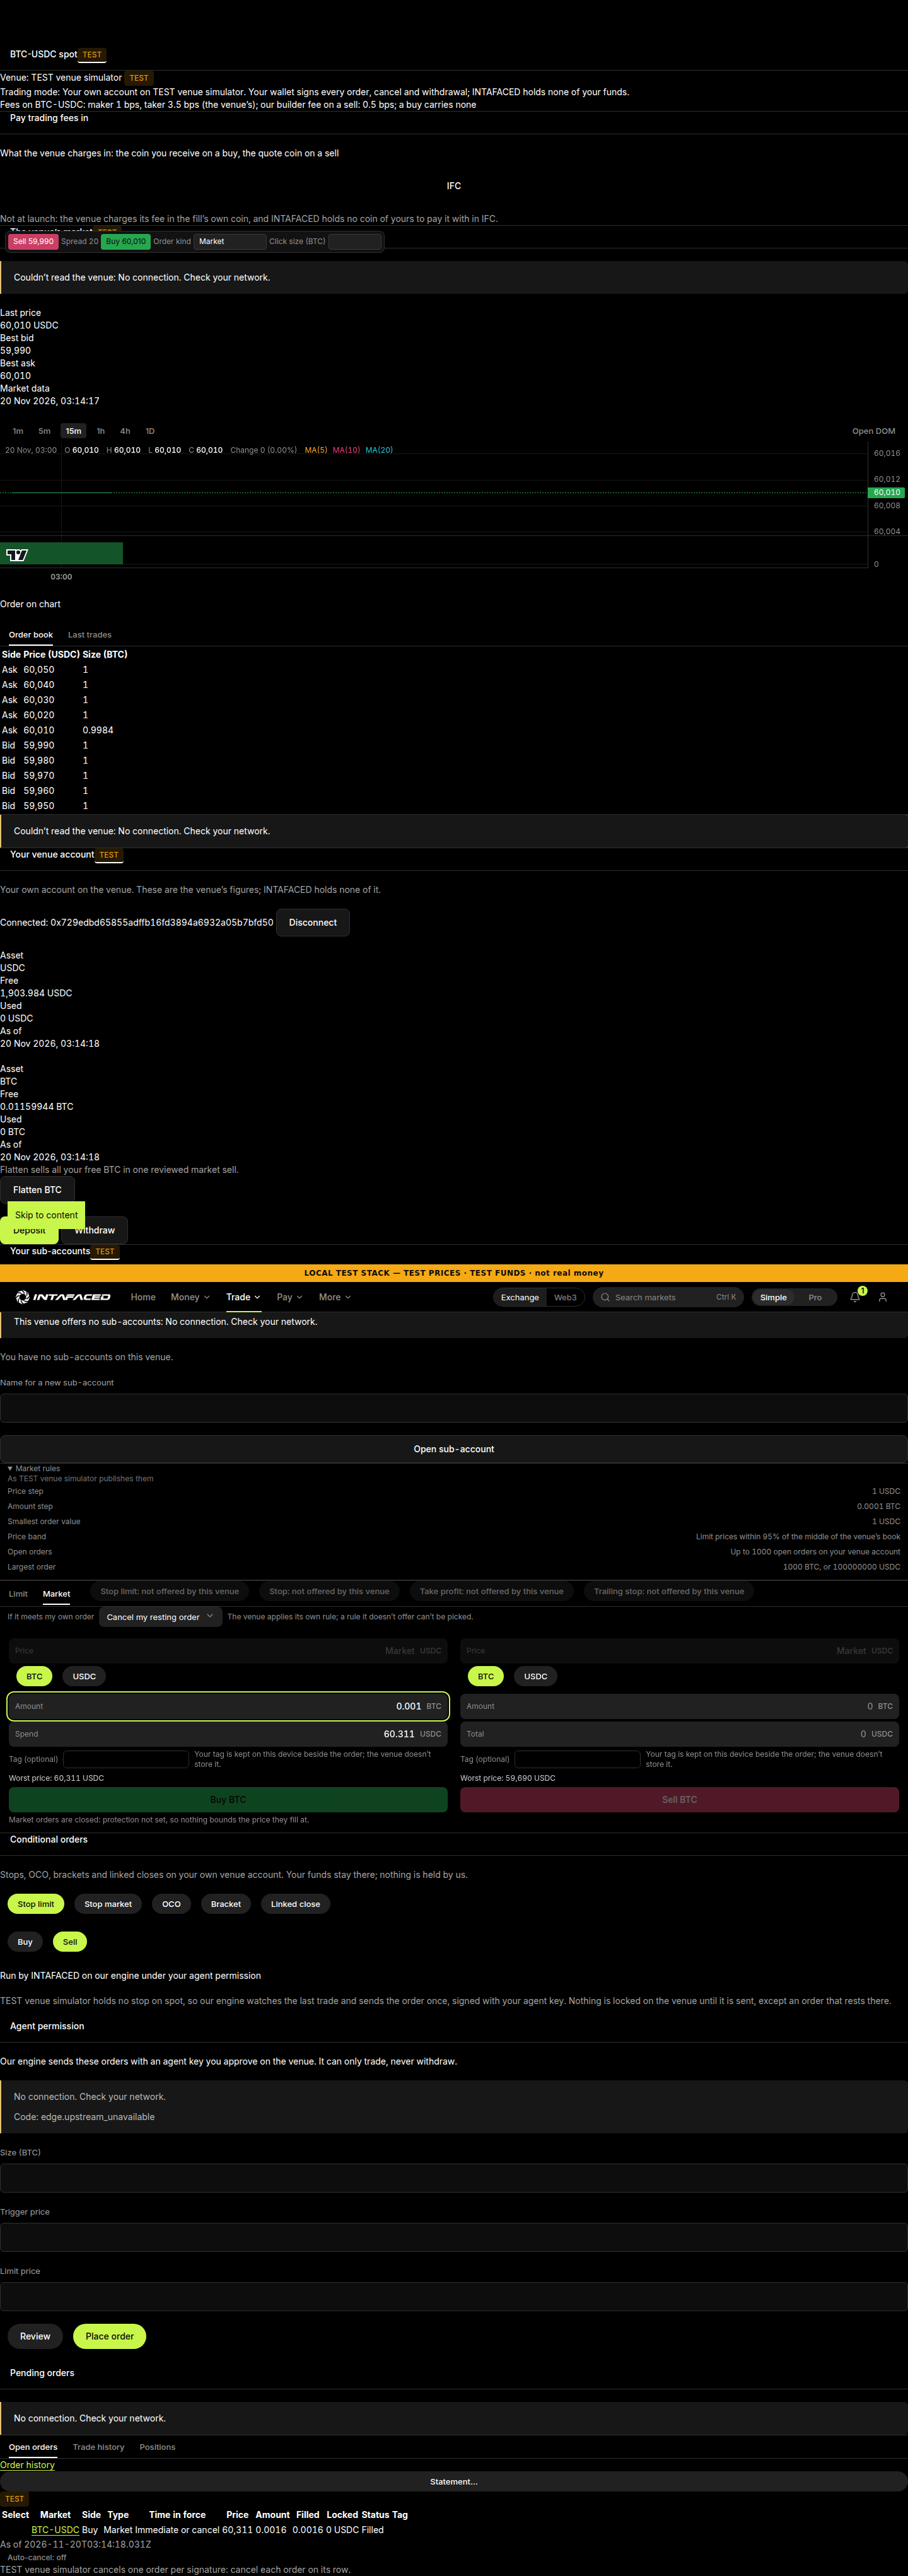 BTC-USDC spot TEST
Venue: TEST venue simulator TEST
Trading mode: Your own account on TEST venue simulator. Your wallet signs every order, cancel and withdrawal; INTAFACED holds none of your funds.
Fees on BTC-USDC: maker 1 bps, taker 3.5 bps (the venue's); our builder fee on a sell: 0.5 bps; a buy carries none
Pay trading fees in
What the venue charges in: the coin you receive on a buy, the quote coin on a sell
IFC
Not at launch: the venue charges its fee in the fill's own coin, and INTAFACED holds no coin of yours to pay it with in IFC.
Sell 59,990 Spread 20 Buy 60,010 Order kind Market Click size (BTC)
Couldn't read the venue: No connection. Check your network.
Last price
60,010 USDC
Best bid
59,990
Best ask
60,010
Market data
20 Nov 2026, 03:14:17
1m 5m 15m 1h 4h 1D Open DOM
20 Nov, 03:00 O 60,010 H 60,010 L 60,010 C 60,010 Change 0 (0.00%) MA(5) MA(10) MA(20)
60,016
60,012
60,010
60,008
60,004
0
03:00
Order on chart
Order book Last trades
Side Price (USDC) Size (BTC)
Ask 60,050 1
Ask 60,040 1
Ask 60,030 1
Ask 60,020 1
Ask 60,010 0.9984
Bid 59,990 1
Bid 59,980 1
Bid 59,970 1
Bid 59,960 1
Bid 59,950 1
Couldn't read the venue: No connection. Check your network.
Your venue account TEST
Your own account on the venue. These are the venue's figures; INTAFACED holds none of it.
Connected: 0x729edbd65855adffb16fd3894a6932a05b7bfd50 Disconnect
Asset
USDC
Free
1,903.984 USDC
Used
0 USDC
As of
20 Nov 2026, 03:14:18
Asset
BTC
Free
0.01159944 BTC
Used
0 BTC
As of
20 Nov 2026, 03:14:18
Flatten sells all your free BTC in one reviewed market sell.
Flatten BTC
Skip to content
Deposit Withdraw
Your sub-accounts TEST
LOCAL TEST STACK — TEST PRICES · TEST FUNDS · not real money
INTAFACED Home Money Trade Pay More Exchange Web3 Search markets Ctrl K Simple Pro 1
This venue offers no sub-accounts: No connection. Check your network.
You have no sub-accounts on this venue.
Name for a new sub-account
Open sub-account
▾ Market rules
As TEST venue simulator publishes them
Price step 1 USDC
Amount step 0.0001 BTC
Smallest order value 1 USDC
Price band Limit prices within 95% of the middle of the venue's book
Open orders Up to 1000 open orders on your venue account
Largest order 1000 BTC, or 100000000 USDC
Limit Market Stop limit: not offered by this venue Stop: not offered by this venue Take profit: not offered by this venue Trailing stop: not offered by this venue
If it meets my own order Cancel my resting order The venue applies its own rule; a rule it doesn't offer can't be picked.
Price Market USDC Price Market USDC
BTC USDC BTC USDC
Amount 0.001 BTC Amount 0 BTC
Spend 60.311 USDC Total 0 USDC
Tag (optional) Your tag is kept on this device beside the order; the venue doesn't store it. Tag (optional) Your tag is kept on this device beside the order; the venue doesn't store it.
Worst price: 60,311 USDC Worst price: 59,690 USDC
Buy BTC Sell BTC
Market orders are closed: protection not set, so nothing bounds the price they fill at.
Conditional orders
Stops, OCO, brackets and linked closes on your own venue account. Your funds stay there; nothing is held by us.
Stop limit Stop market OCO Bracket Linked close
Buy Sell
Run by INTAFACED on our engine under your agent permission
TEST venue simulator holds no stop on spot, so our engine watches the last trade and sends the order once, signed with your agent key. Nothing is locked on the venue until it is sent, except an order that rests there.
Agent permission
Our engine sends these orders with an agent key you approve on the venue. It can only trade, never withdraw.
No connection. Check your network.
Code: edge.upstream_unavailable
Size (BTC)
Trigger price
Limit price
Review Place order
Pending orders
No connection. Check your network.
Open orders Trade history Positions
Order history
Statement...
TEST
Select Market Side Type Time in force Price Amount Filled Locked Status Tag
BTC-USDC Buy Market Immediate or cancel 60,311 0.0016 0.0016 0 USDC Filled
As of 2026-11-20T03:14:18.031Z
Auto-cancel: off
TEST venue simulator cancels one order per signature: cancel each order on its row.